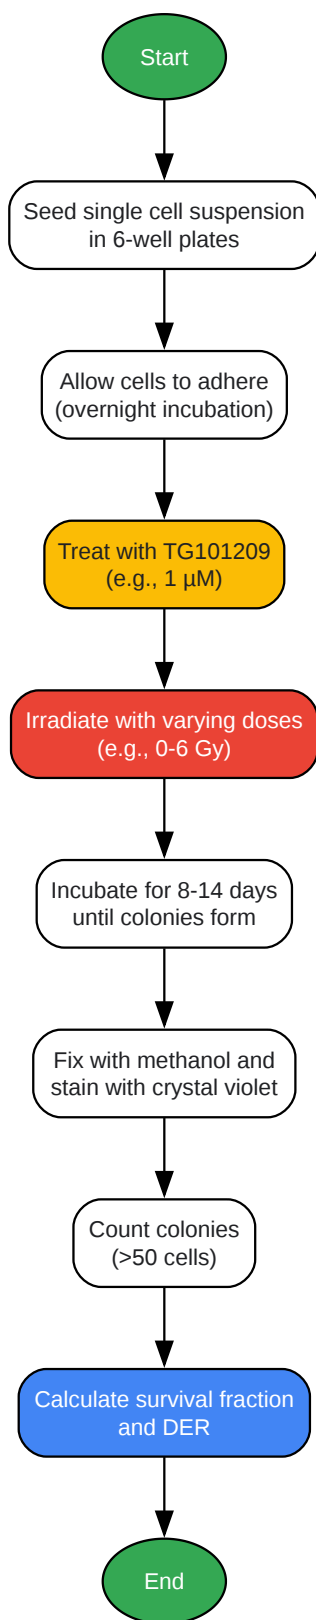 Start
Seed single cell suspension
in 6-well plates
Allow cells to adhere
(overnight incubation)
Treat with TG101209
(e.g., 1 µM)
Irradiate with varying doses
(e.g., 0-6 Gy)
Incubate for 8-14 days
until colonies form
Fix with methanol and
stain with crystal violet
Count colonies
(>50 cells)
Calculate survival fraction
and DER
End